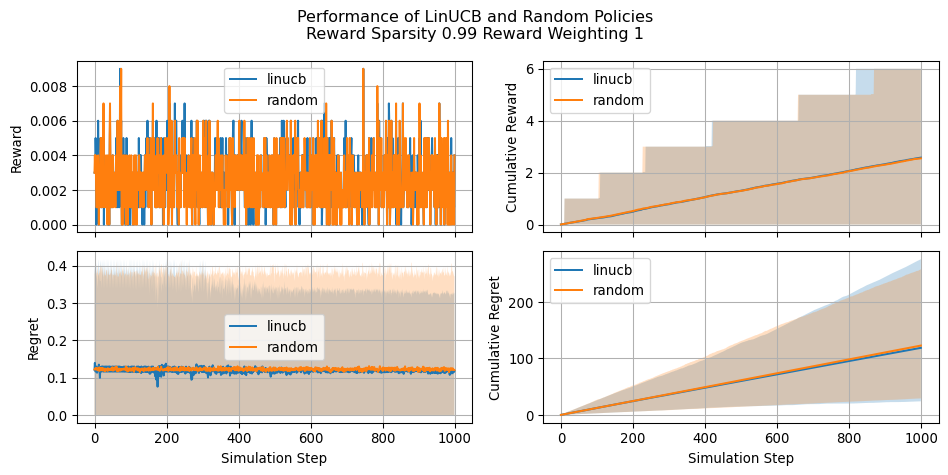 Performance of LinUCB and Random Policies
Reward Sparsity 0.99 Reward Weighting 1
Reward
0.008
0.006
0.004
0.002
0.000
linucb
random
Cumulative Reward
6
4
2
0
linucb
random
Regret
0.4
0.3
0.2
0.1
0.0
linucb
random
0 200 400 600 800 1000
Simulation Step
Cumulative Regret
200
100
0
linucb
random
0 200 400 600 800 1000
Simulation Step